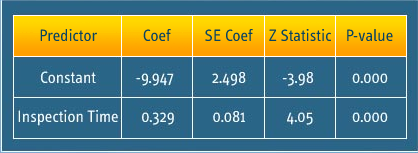 Predictor Coef SE Coef Z Statistic P-value
Constant -9.947 2.498 -3.98 0.000
Inspection Time 0.329 0.081 4.05 0.000